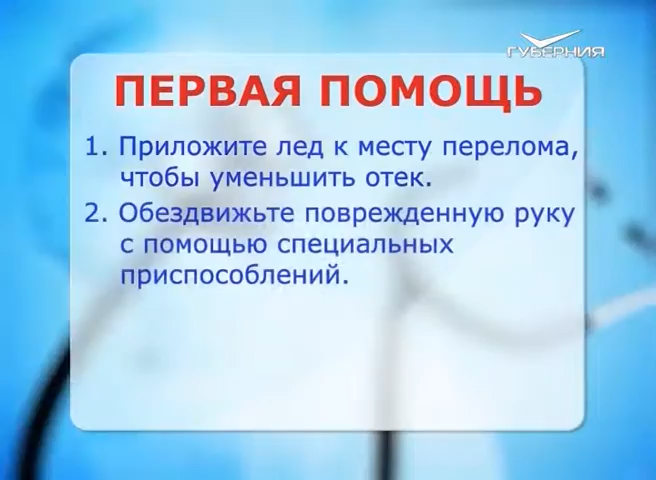 ГУБЕРНИЯ
ПЕРВАЯ ПОМОЩЬ
1. Приложите лед к месту перелома,
чтобы уменьшить отек.
2. Обездвижьте поврежденную руку
с помощью специальных
приспособлений.